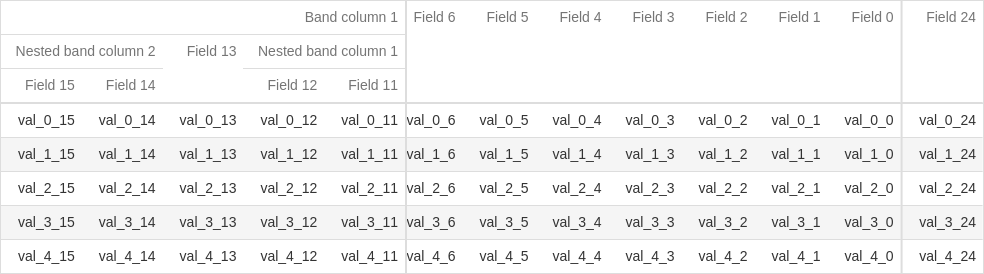 Band column 1 Field 6 Field 5 Field 4 Field 3 Field 2 Field 1 Field 0 Field 24
Nested band column 2 Field 13 Nested band column 1
Field 15 Field 14 Field 12 Field 11
val_0_15 val_0_14 val_0_13 val_0_12 val_0_11 val_0_6 val_0_5 val_0_4 val_0_3 val_0_2 val_0_1 val_0_0 val_0_24
val_1_15 val_1_14 val_1_13 val_1_12 val_1_11 val_1_6 val_1_5 val_1_4 val_1_3 val_1_2 val_1_1 val_1_0 val_1_24
val_2_15 val_2_14 val_2_13 val_2_12 val_2_11 val_2_6 val_2_5 val_2_4 val_2_3 val_2_2 val_2_1 val_2_0 val_2_24
val_3_15 val_3_14 val_3_13 val_3_12 val_3_11 val_3_6 val_3_5 val_3_4 val_3_3 val_3_2 val_3_1 val_3_0 val_3_24
val_4_15 val_4_14 val_4_13 val_4_12 val_4_11 val_4_6 val_4_5 val_4_4 val_4_3 val_4_2 val_4_1 val_4_0 val_4_24